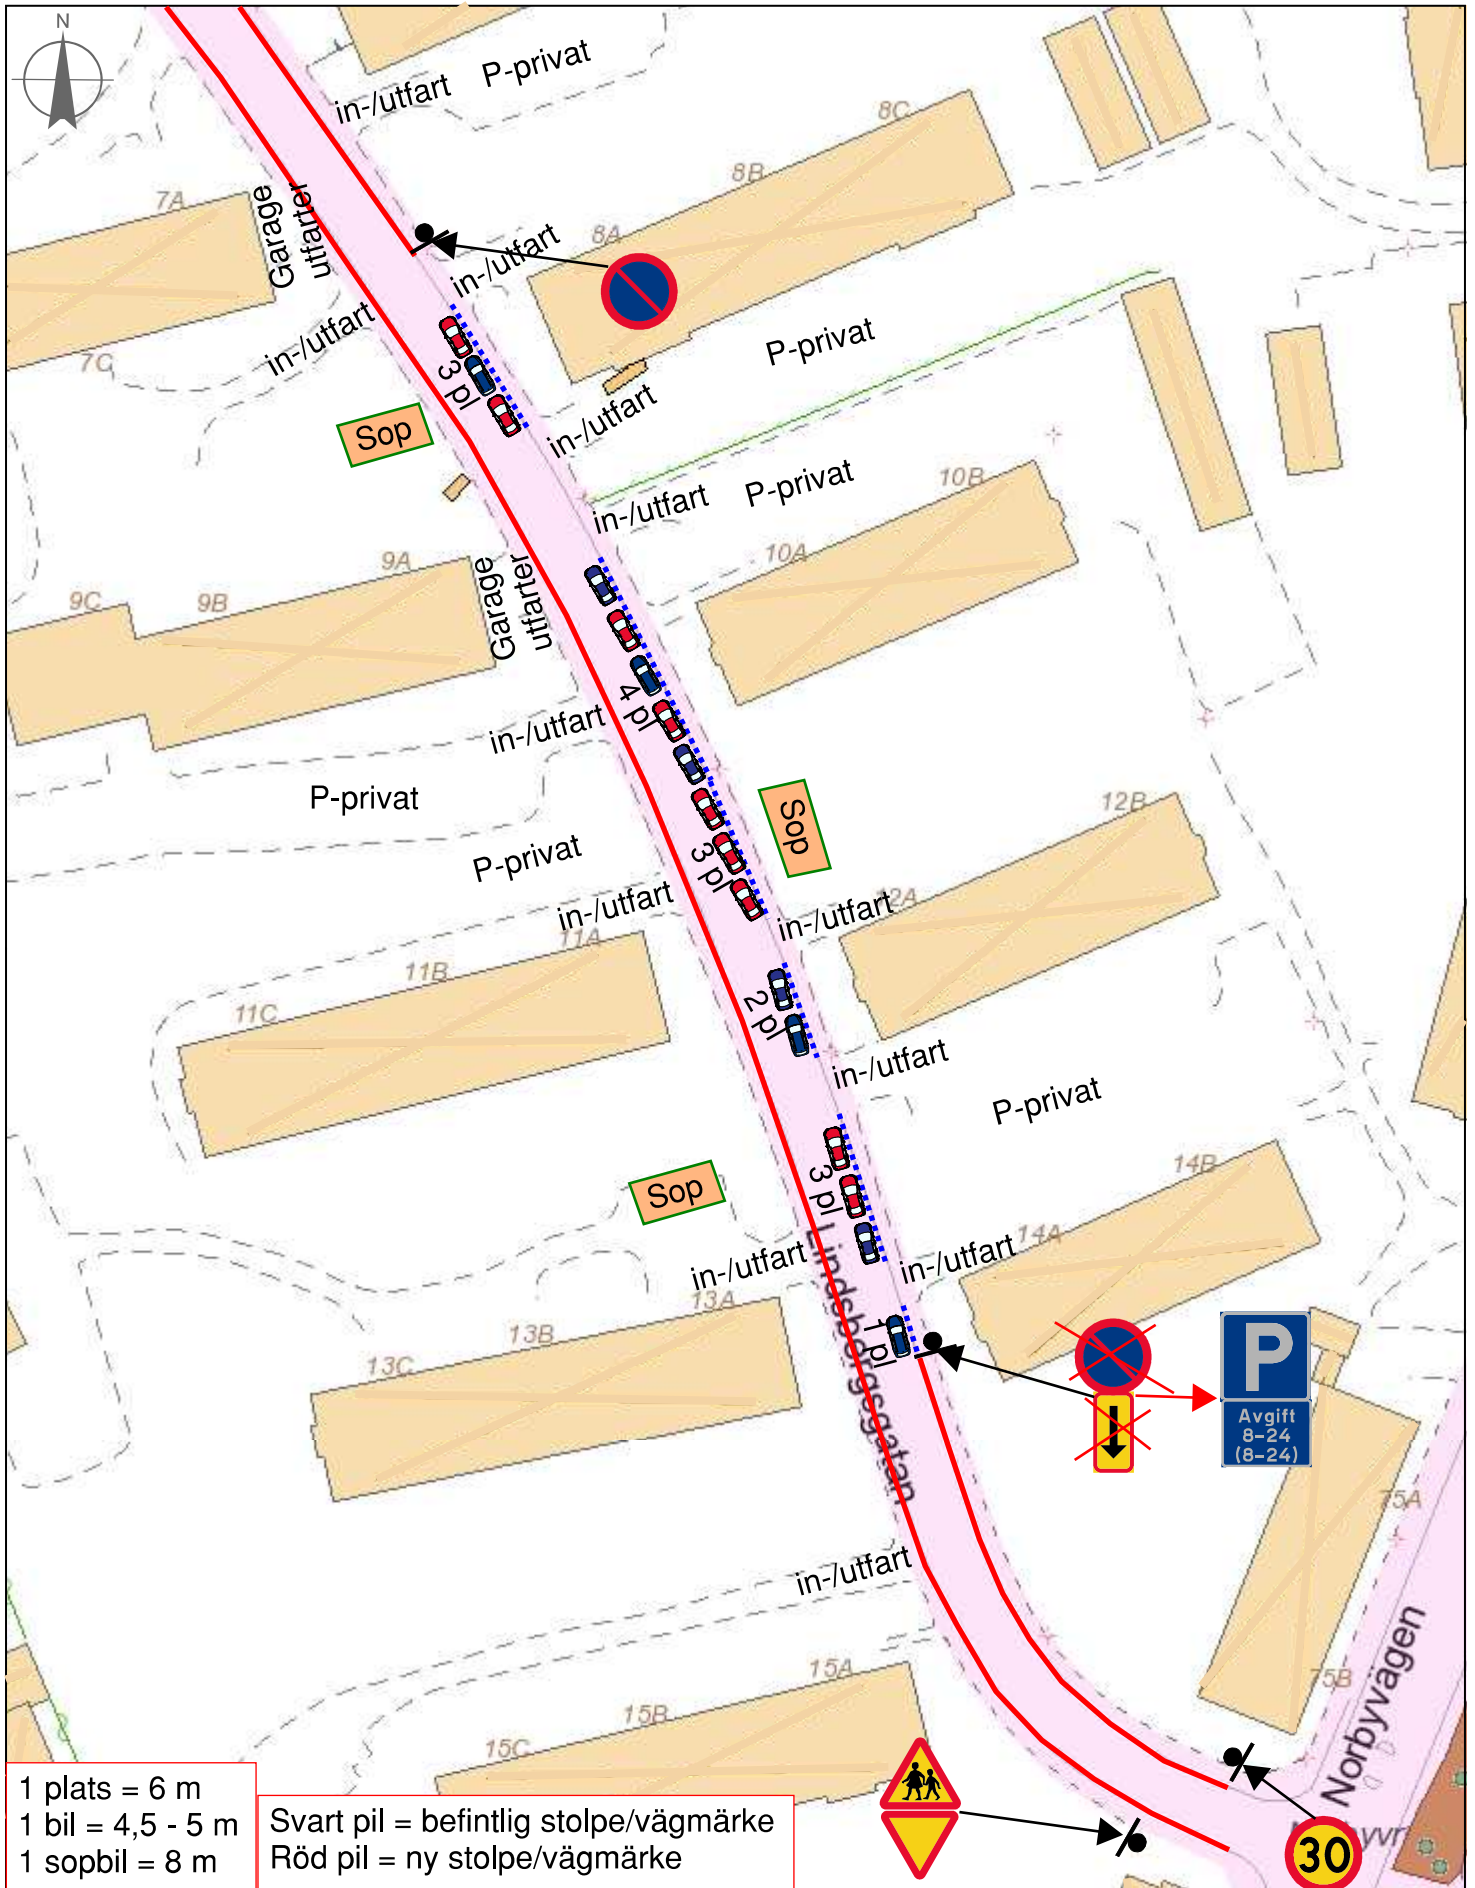 N
P-privat
in-/utfart
8C
8B
7A
Garage
utfarter
8A
in-/utfart
in-/utfart
P-privat
7C
3 pl
in-/utfart
Sop
P-privat
10B
in-/utfart
10A
9A
Garage
utfarter
9C
9B
4 pl
in-/utfart
P-privat
12B
Sop
P-privat
3 pl
in-/utfart
12A
in-/utfart
11A
11B
11C
2 pl
in-/utfart
P-privat
14B
3 pl
Sop
14A
in-/utfart
in-/utfart
Lindsborgsgatan
13A
13B
13C
1 pl
P
Avgift
8-24
(8-24)
75A
in-/utfart
15A
75B
15B
15C
Norbyvägen
1 plats = 6 m
1 bil = 4,5 - 5 m
1 sopbil = 8 m
Svart pil = befintlig stolpe/vägmärke
Röd pil = ny stolpe/vägmärke
30